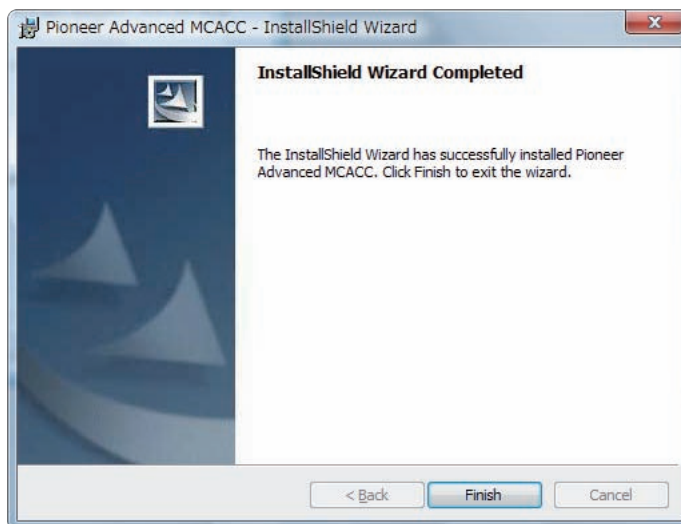 Pioneer Advanced MCACC - InstallShield Wizard
InstallShield Wizard Completed
The InstallShield Wizard has successfully installed Pioneer
Advanced MCACC. Click Finish to exit the wizard.
< Back
Finish
Cancel